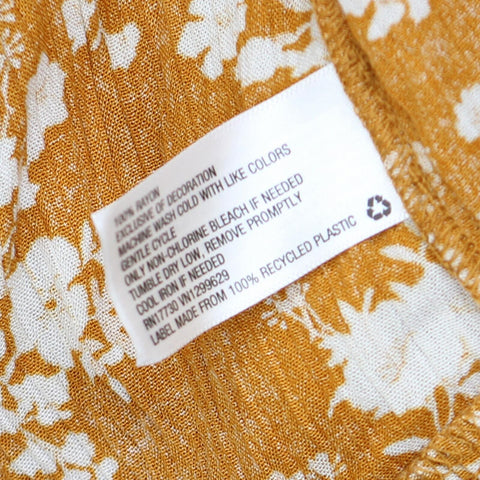 100% RAYON
EXCLUSIVE OF DECORATION
MACHINE WASH COLD WITH LIKE COLORS
GENTLE CYCLE
ONLY NON-CHLORINE BLEACH IF NEEDED
TUMBLE DRY LOW, REMOVE PROMPTLY
COOL IRON IF NEEDED
RN17730 VN1299629
LABEL MADE FROM 100% RECYCLED PLASTIC